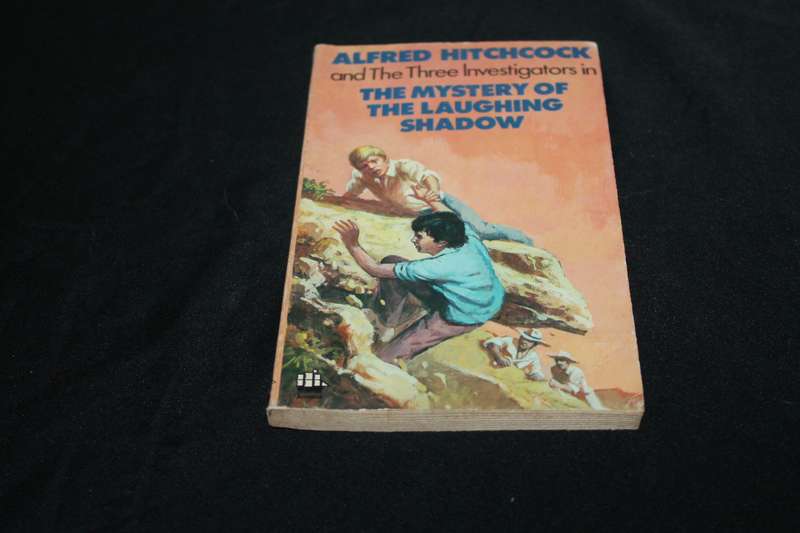 ALFRED HITCHCOCK
and The Three Investigators in
THE MYSTERY OF
THE LAUGHING
SHADOW